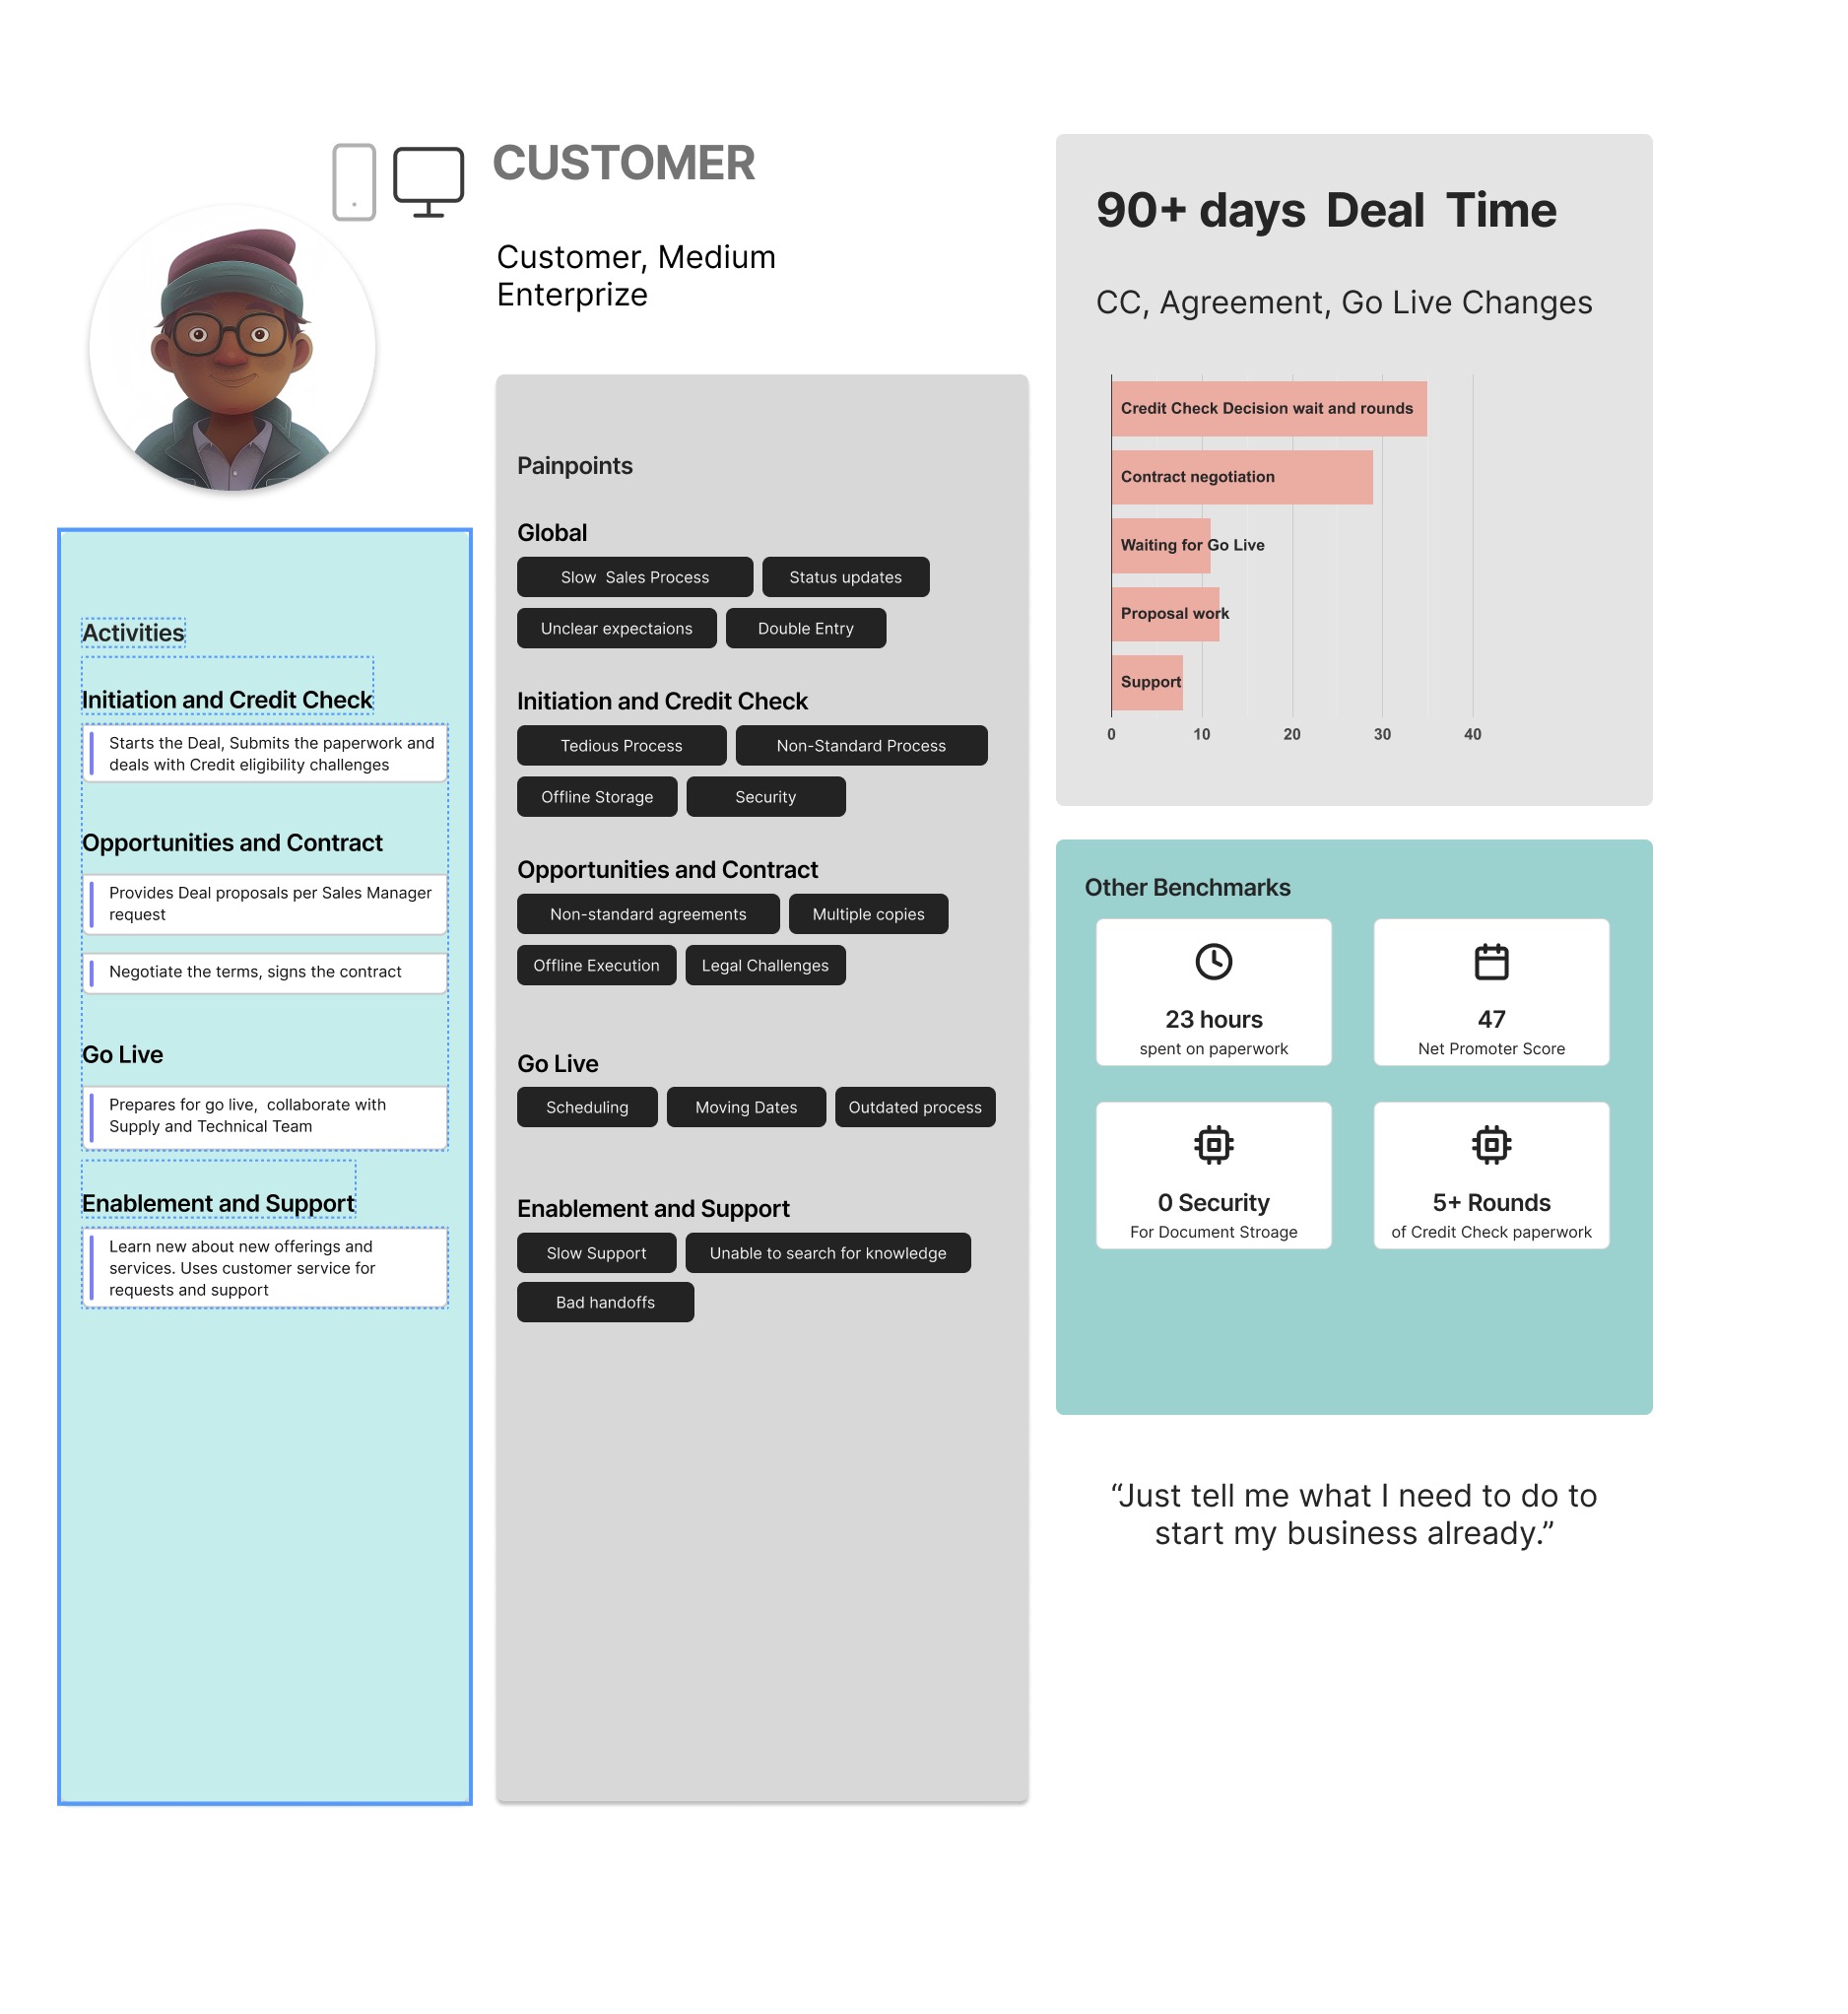 CUSTOMER
Customer, Medium
Enterprize
Activities
Initiation and Credit Check
Starts the Deal, Submits the paperwork and
deals with Credit eligibility challenges
Opportunities and Contract
Provides Deal proposals per Sales Manager
request
Negotiate the terms, signs the contract
Go Live
Prepares for go live,  collaborate with
Supply and Technical Team
Enablement and Support
Learn new about new offerings and
services. Uses customer service for
requests and support
Painpoints
Global
Slow  Sales Process
Status updates
Unclear expectaions
Double Entry
Initiation and Credit Check
Tedious Process
Non-Standard Process
Offline Storage
Security
Opportunities and Contract
Non-standard agreements
Multiple copies
Offline Execution
Legal Challenges
Go Live
Scheduling
Moving Dates
Outdated process
Enablement and Support
Slow Support
Unable to search for knowledge
Bad handoffs
90+ days  Deal  Time
CC, Agreement, Go Live Changes
Credit Check Decision wait and rounds
Contract negotiation
Waiting for Go Live
Proposal work
Support
0 10 20 30 40
Other Benchmarks
23 hours
spent on paperwork
47
Net Promoter Score
0 Security
For Document Stroage
5+ Rounds
of Credit Check paperwork
“Just tell me what I need to do to
start my business already.”